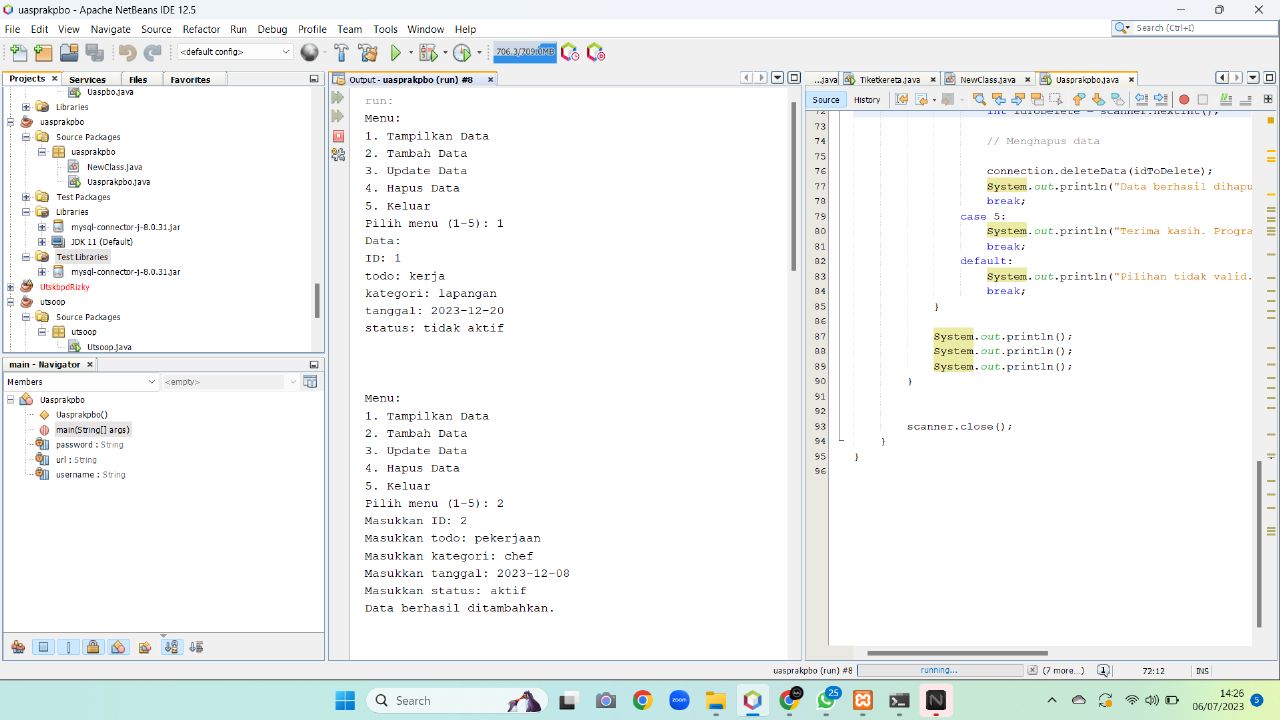 uasprakpbo - Apache NetBeans IDE 12.5
File Edit View Navigate Source Refactor Run Debug Profile Team Tools Window Help
Search (Ctrl+I)
<default config>
706.3/709.0MB
Projects Services Files Favorites
Uaspbo.java
Libraries
uasprakpbo
Source Packages
uasprakpbo
NewClass.java
Uasprakpbo.java
Test Packages
Libraries
mysql-connector-j-8.0.31.jar
JDK 11 (Default)
Test Libraries
mysql-connector-j-8.0.31.jar
UtskbpdRizky
utsoop
Source Packages
utsoop
Utsoop.java
main - Navigator
Members
<empty>
Uasprakpbo
Uasprakpbo()
main(String[] args)
password : String
url : String
username : String
Output - uasprakpbo (run) #8
run:
Menu:
1. Tampilkan Data
2. Tambah Data
3. Update Data
4. Hapus Data
5. Keluar
Pilih menu (1-5): 1
Data:
ID: 1
todo: kerja
kategori: lapangan
tanggal: 2023-12-20
status: tidak aktif
Menu:
1. Tampilkan Data
2. Tambah Data
3. Update Data
4. Hapus Data
5. Keluar
Pilih menu (1-5): 2
Masukkan ID: 2
Masukkan todo: pekerjaan
Masukkan kategori: chef
Masukkan tanggal: 2023-12-08
Masukkan status: aktif
Data berhasil ditambahkan.
...java Tiketkereta.java NewClass.java Uasprakpbo.java
Source History
72 int idToDelete = scanner.nextInt();
73
74 // Menghapus data
75
76 connection.deleteData(idToDelete);
77 System.out.println("Data berhasil dihapu
78 break;
79 case 5:
80 System.out.println("Terima kasih. Progra
81 break;
82 default:
83 System.out.println("Pilihan tidak valid.
84 break;
85 }
86
87 System.out.println();
88 System.out.println();
89 System.out.println();
90 }
91
92
93 scanner.close();
94 }
95 }
96
uasprakpbo (run) #8 running... (7 more...) 1 72:12 INS
Search
zoom
25
14:26
06/07/2023
5